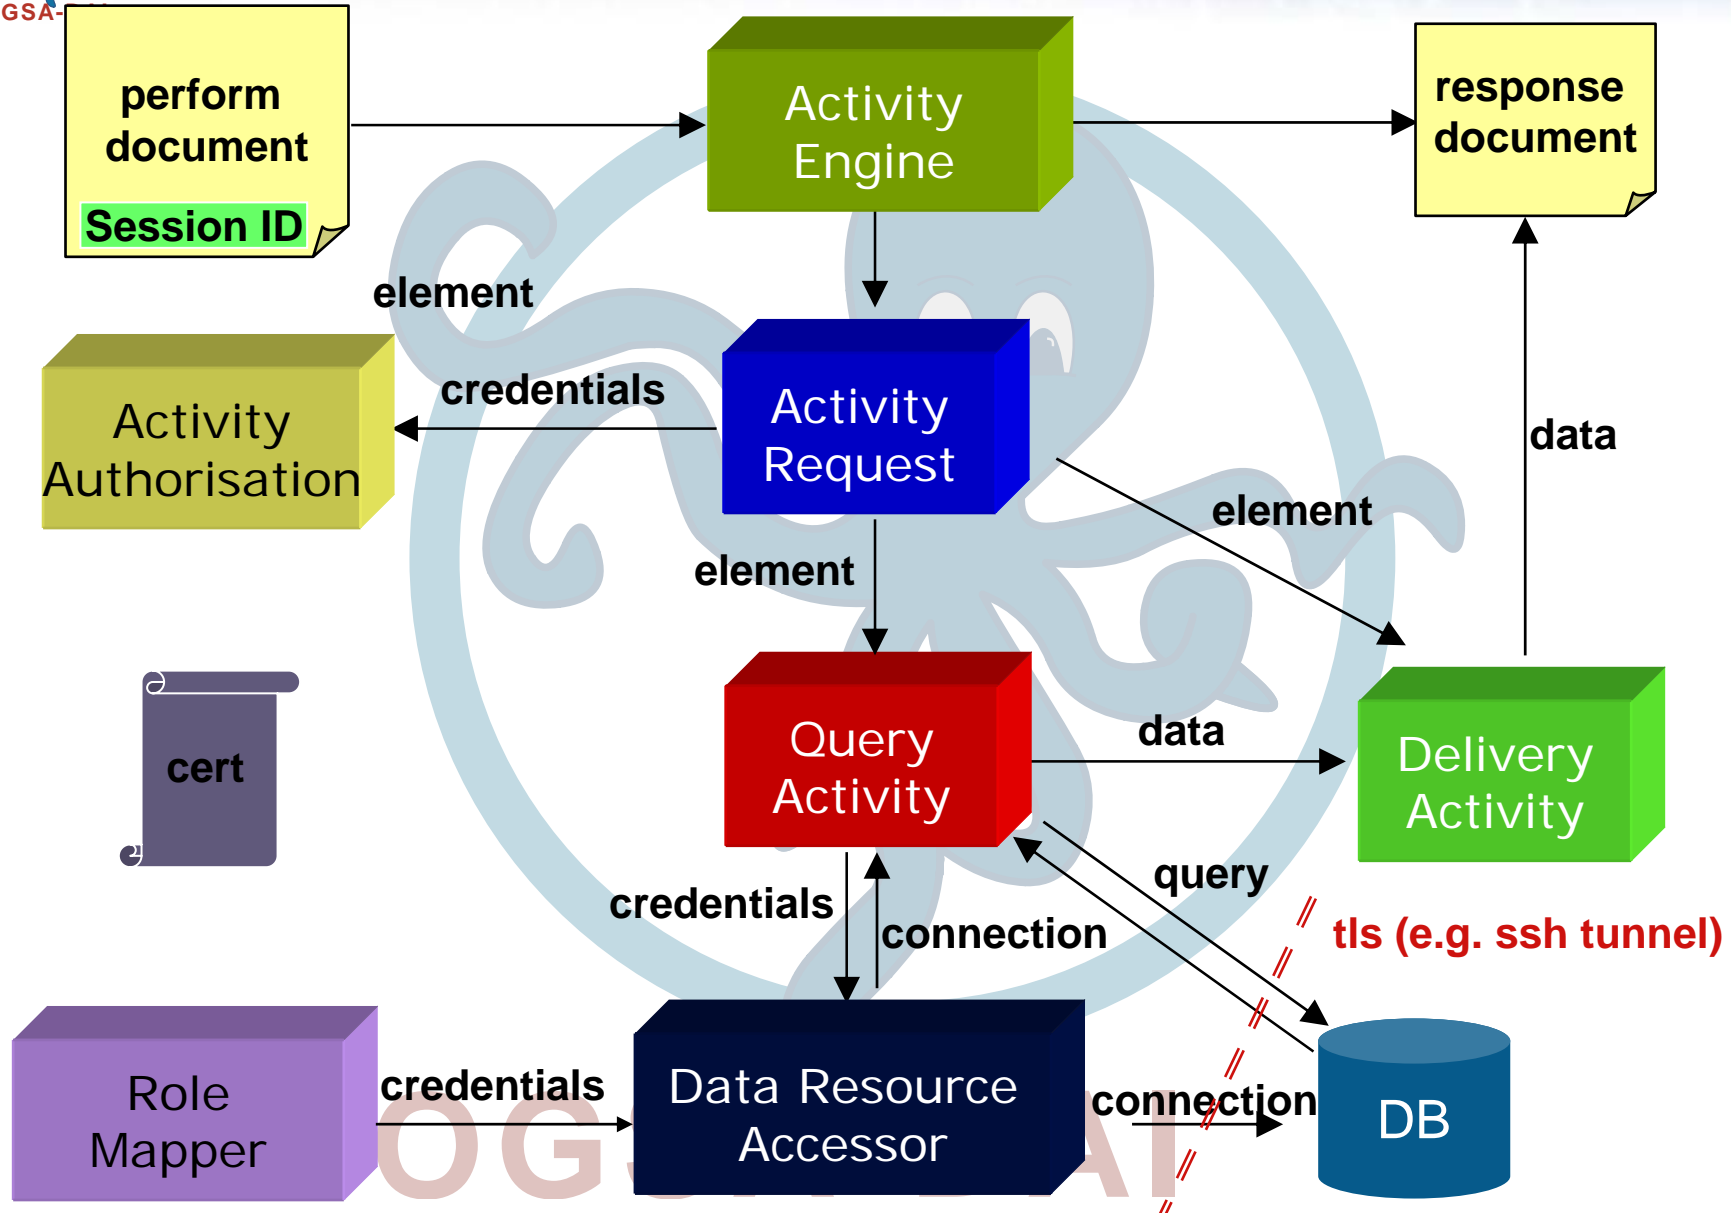 perform
document
Session ID
Activity
Engine
response
document
element
Activity
Authorisation
credentials
Activity
Request
data
element
element
cert
Query
Activity
data
Delivery
Activity
credentials
connection
query
tls (e.g. ssh tunnel)
Role
Mapper
credentials
Data Resource
Accessor
connection
DB